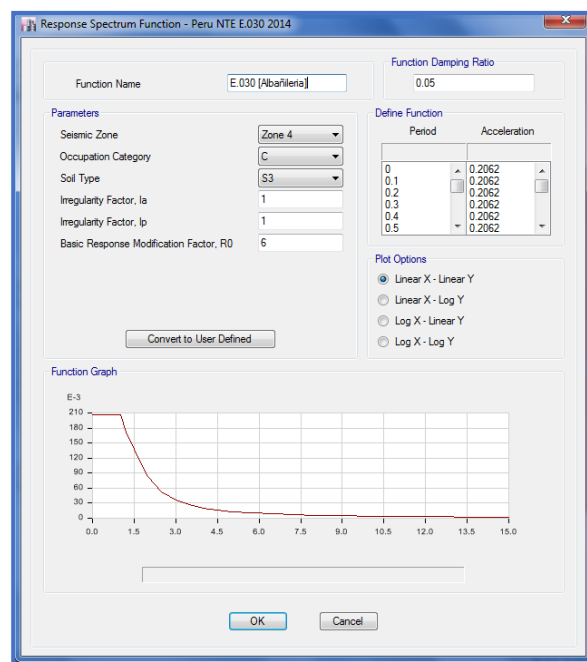 Response Spectrum Function - Peru NTE E.030 2014
Function Name
E.030 [Albañileria]
Function Damping Ratio
0.05
Parameters
Seismic Zone Zone 4
Occupation Category C
Soil Type S3
Irregularity Factor, Ia 1
Irregularity Factor, Ip 1
Basic Response Modification Factor, R0 6
Convert to User Defined
Define Function
Period Acceleration
0 0.2062
0.1 0.2062
0.2 0.2062
0.3 0.2062
0.4 0.2062
0.5 0.2062
Plot Options
Linear X - Linear Y
Linear X - Log Y
Log X - Linear Y
Log X - Log Y
Function Graph
E-3
210
180
150
120
90
60
30
0
0.0 1.5 3.0 4.5 6.0 7.5 9.0 10.5 12.0 13.5 15.0
OK Cancel